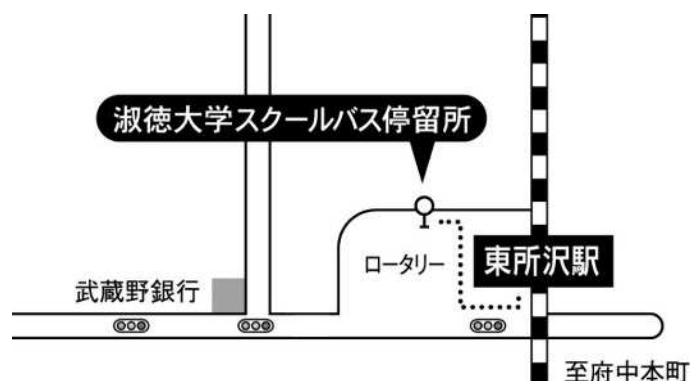 淑徳大学スクールバス停留所
ロータリー
東所沢駅
武蔵野銀行
至府中本町